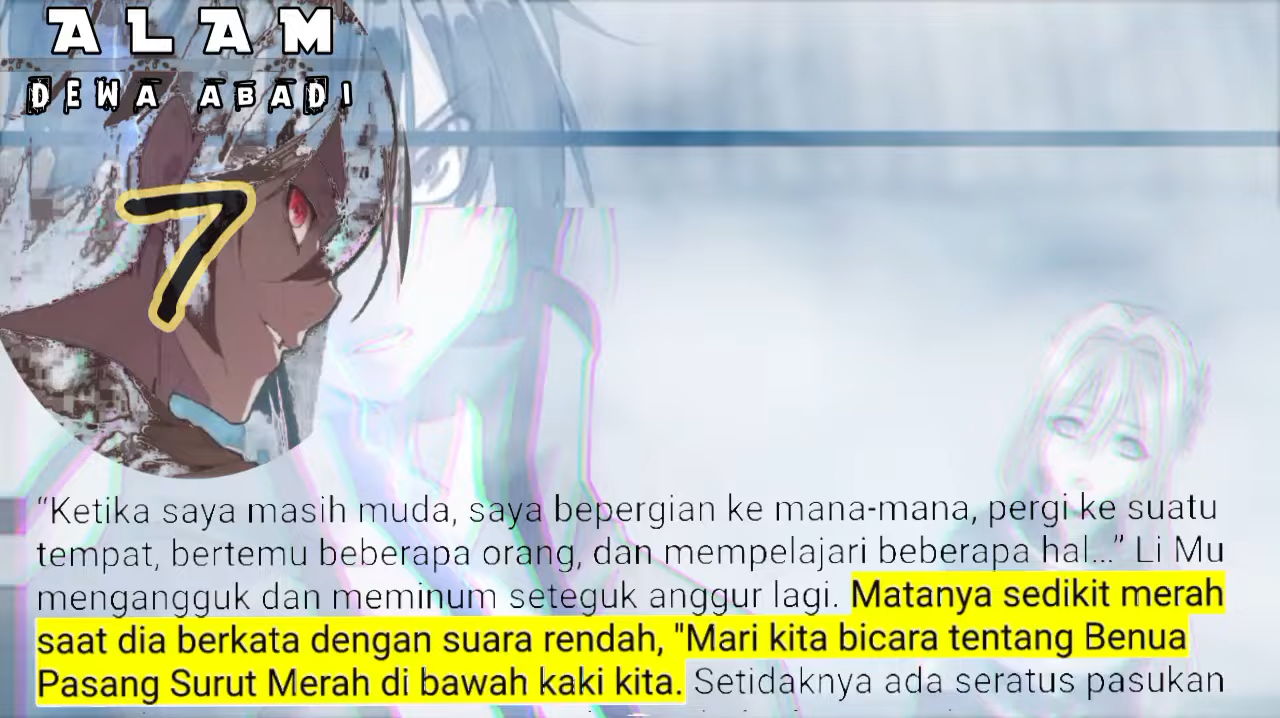 ALAM
DEWA ABADI
7
“Ketika saya masih muda, saya bepergian ke mana-mana, pergi ke suatu
tempat, bertemu beberapa orang, dan mempelajari beberapa hal...” Li Mu
mengangguk dan meminum seteguk anggur lagi. Matanya sedikit merah
saat dia berkata dengan suara rendah, "Mari kita bicara tentang Benua
Pasang Surut Merah di bawah kaki kita. Setidaknya ada seratus pasukan